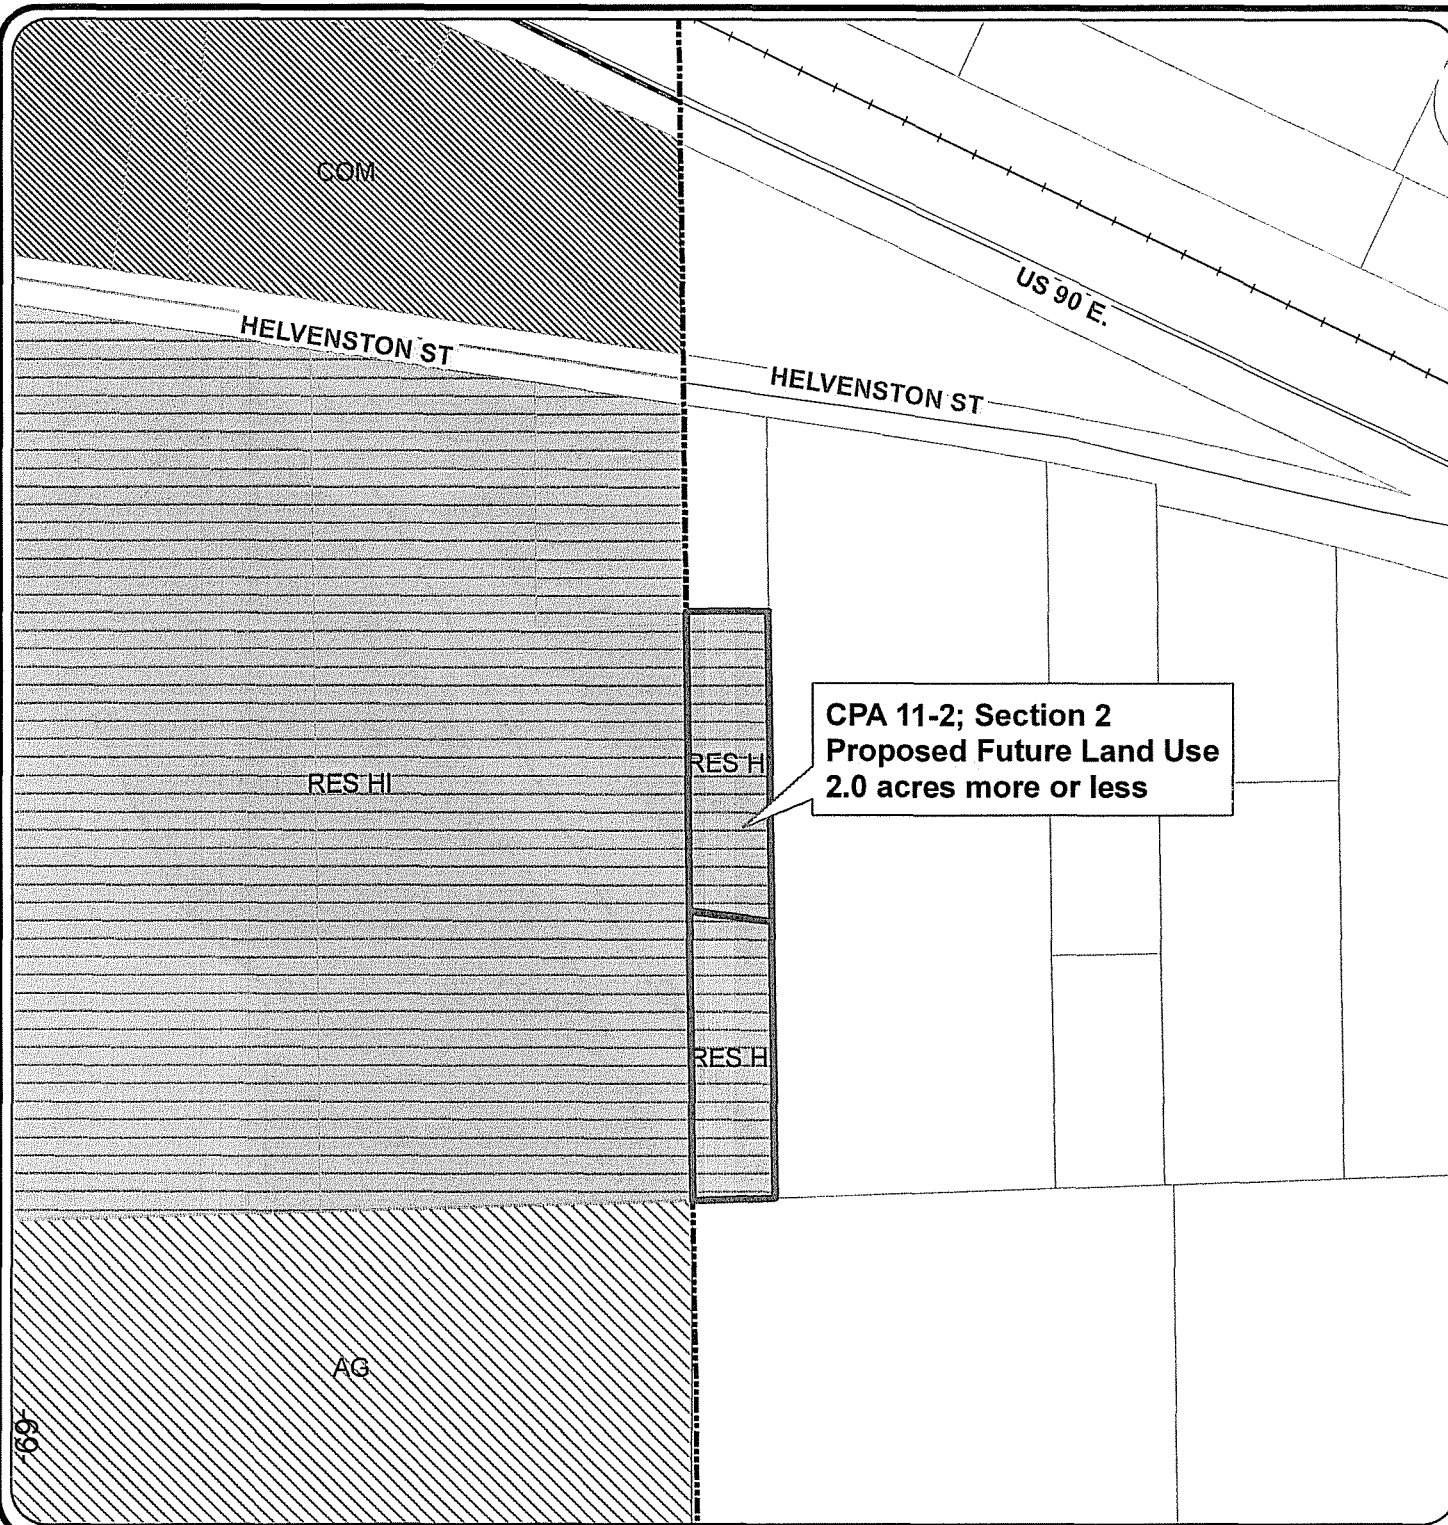 COM
US 90 E.
HELVENSTON ST
HELVENSTON ST
CPA 11-2; Section 2
Proposed Future Land Use
2.0 acres more or less
RES H
RES HI
RES H
AG
-69-